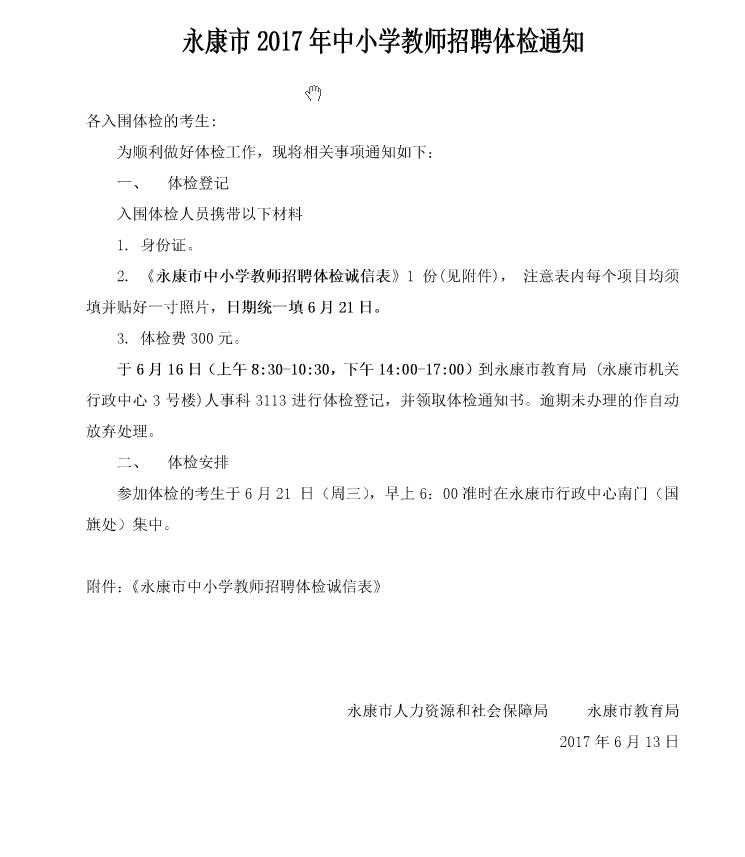 永康市 2017 年中小学教师招聘体检通知
各入围体检的考生:
为顺利做好体检工作，现将相关事项通知如下:
一、 体检登记
入围体检人员携带以下材料
1. 身份证。
2. 《永康市中小学教师招聘体检诚信表》1 份(见附件)， 注意表内每个项目均须
填并贴好一寸照片，日期统一填 6 月 21 日。
3. 体检费 300 元。
于 6 月 16 日（上午 8:30-10:30，下午 14:00-17:00）到永康市教育局 (永康市机关
行政中心 3 号楼)人事科 3113 进行体检登记，并领取体检通知书。逾期未办理的作自动
放弃处理。
二、 体检安排
参加体检的考生于 6 月 21 日（周三），早上 6：00 准时在永康市行政中心南门（国
旗处）集中。
附件:《永康市中小学教师招聘体检诚信表》
永康市人力资源和社会保障局 永康市教育局
2017 年 6 月 13 日